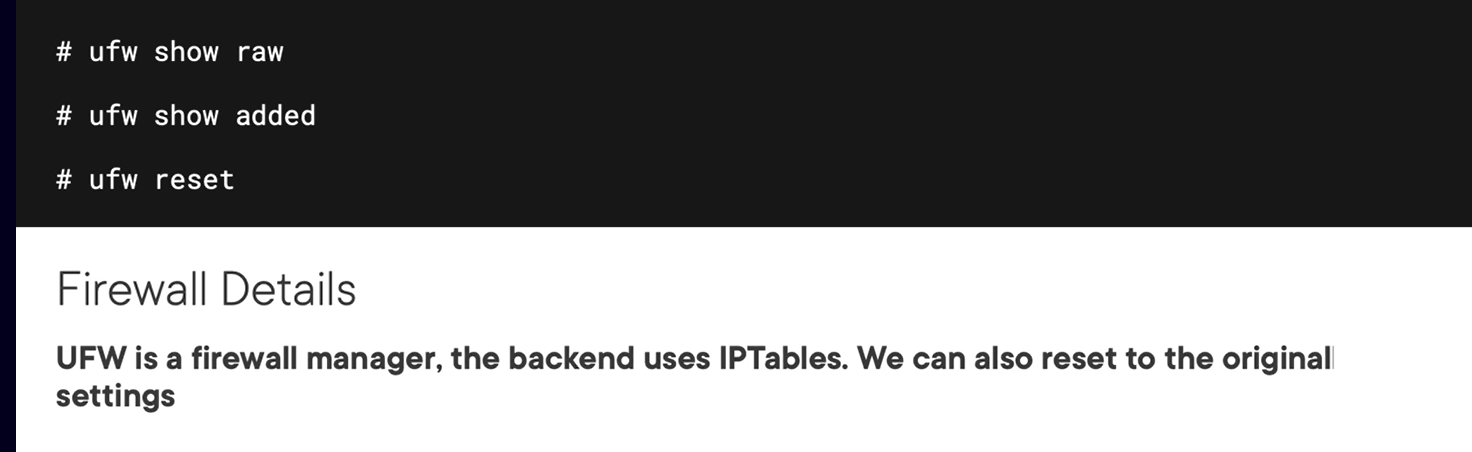 # ufw show raw
# ufw show added
# ufw reset
Firewall Details
UFW is a firewall manager, the backend uses IPTables. We can also reset to the original
settings